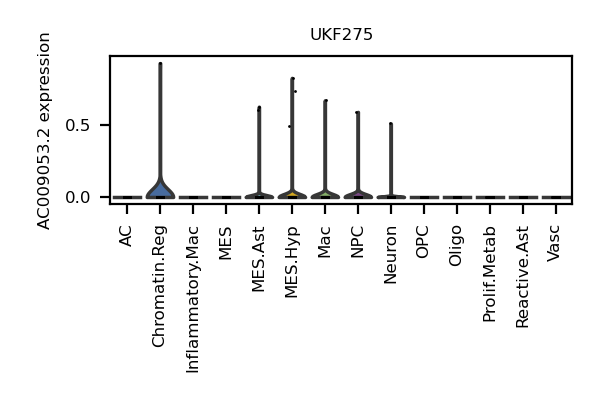 UKF275
AC009053.2 expression
0.5
0.0
AC
Chromatin.Reg
Inflammatory.Mac
MES
MES.Ast
MES.Hyp
Mac
NPC
Neuron
OPC
Oligo
Prolif.Metab
Reactive.Ast
Vasc